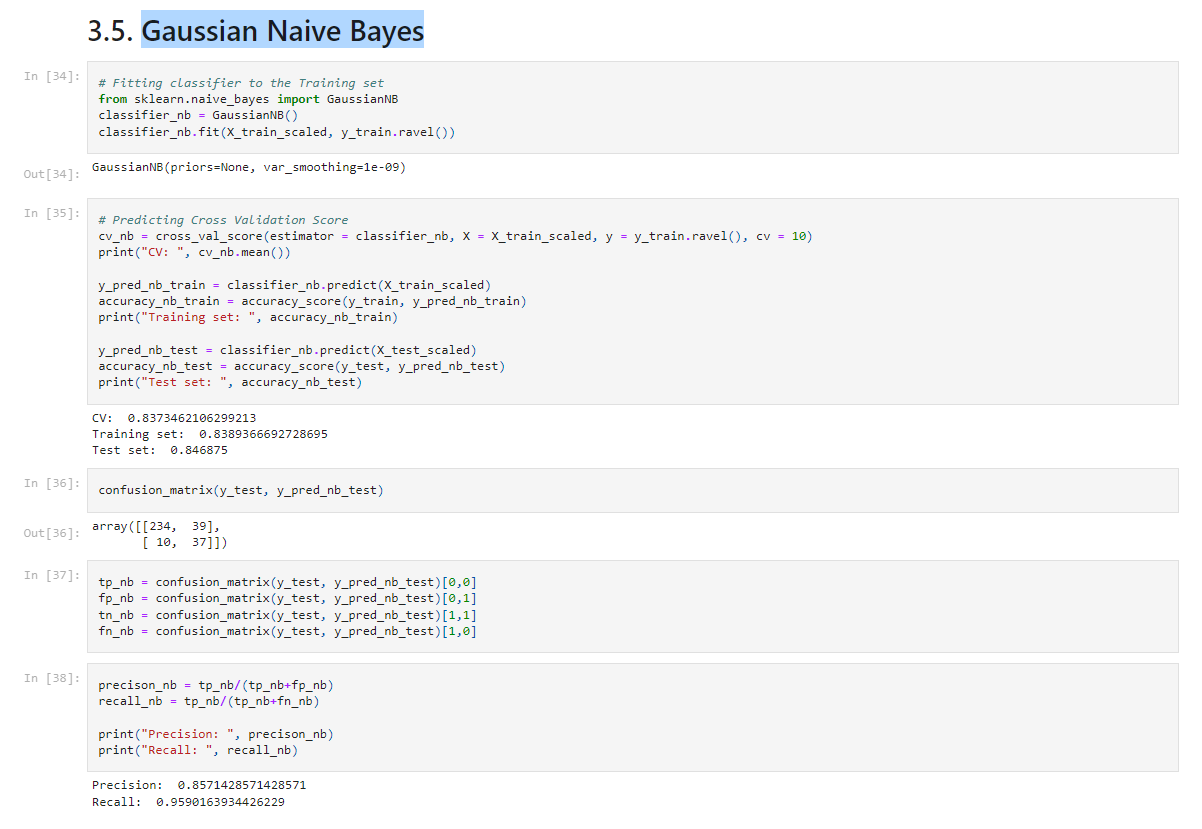 3.5. Gaussian Naive Bayes
In [34]:
# Fitting classifier to the Training set
from sklearn.naive_bayes import GaussianNB
classifier_nb = GaussianNB()
classifier_nb.fit(X_train_scaled, y_train.ravel())
Out[34]:
GaussianNB(priors=None, var_smoothing=1e-09)
In [35]:
# Predicting Cross Validation Score
cv_nb = cross_val_score(estimator = classifier_nb, X = X_train_scaled, y = y_train.ravel(), cv = 10)
print("CV: ", cv_nb.mean())
y_pred_nb_train = classifier_nb.predict(X_train_scaled)
accuracy_nb_train = accuracy_score(y_train, y_pred_nb_train)
print("Training set: ", accuracy_nb_train)
y_pred_nb_test = classifier_nb.predict(X_test_scaled)
accuracy_nb_test = accuracy_score(y_test, y_pred_nb_test)
print("Test set: ", accuracy_nb_test)
CV:  0.8373462106299213
Training set:  0.8389366692728695
Test set:  0.846875
In [36]:
confusion_matrix(y_test, y_pred_nb_test)
Out[36]:
array([[234,  39],
       [ 10,  37]])
In [37]:
tp_nb = confusion_matrix(y_test, y_pred_nb_test)[0,0]
fp_nb = confusion_matrix(y_test, y_pred_nb_test)[0,1]
tn_nb = confusion_matrix(y_test, y_pred_nb_test)[1,1]
fn_nb = confusion_matrix(y_test, y_pred_nb_test)[1,0]
In [38]:
precison_nb = tp_nb/(tp_nb+fp_nb)
recall_nb = tp_nb/(tp_nb+fn_nb)
print("Precision: ", precison_nb)
print("Recall: ", recall_nb)
Precision:  0.8571428571428571
Recall:  0.9590163934426229